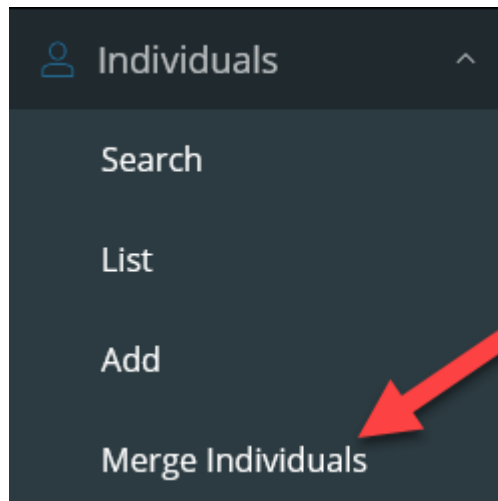 Individuals
Search
List
Add
Merge Individuals